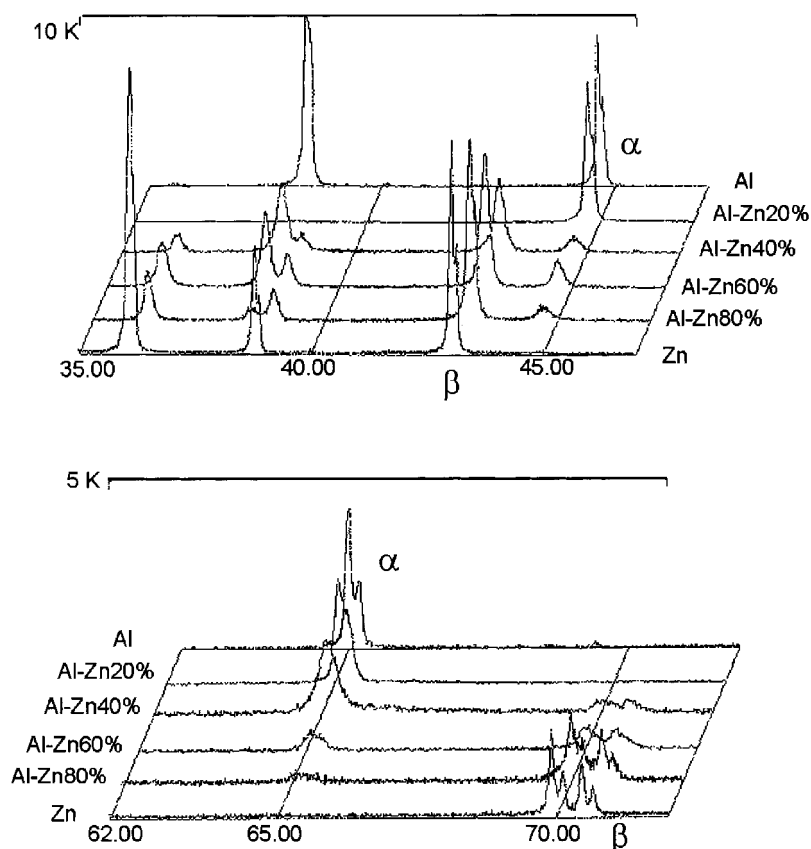 10 K
α
Al
Al-Zn20%
Al-Zn40%
Al-Zn60%
Al-Zn80%
Zn
35.00
40.00
β
45.00
5 K
α
Al
Al-Zn20%
Al-Zn40%
Al-Zn60%
Al-Zn80%
Zn
62.00
65.00
70.00
β